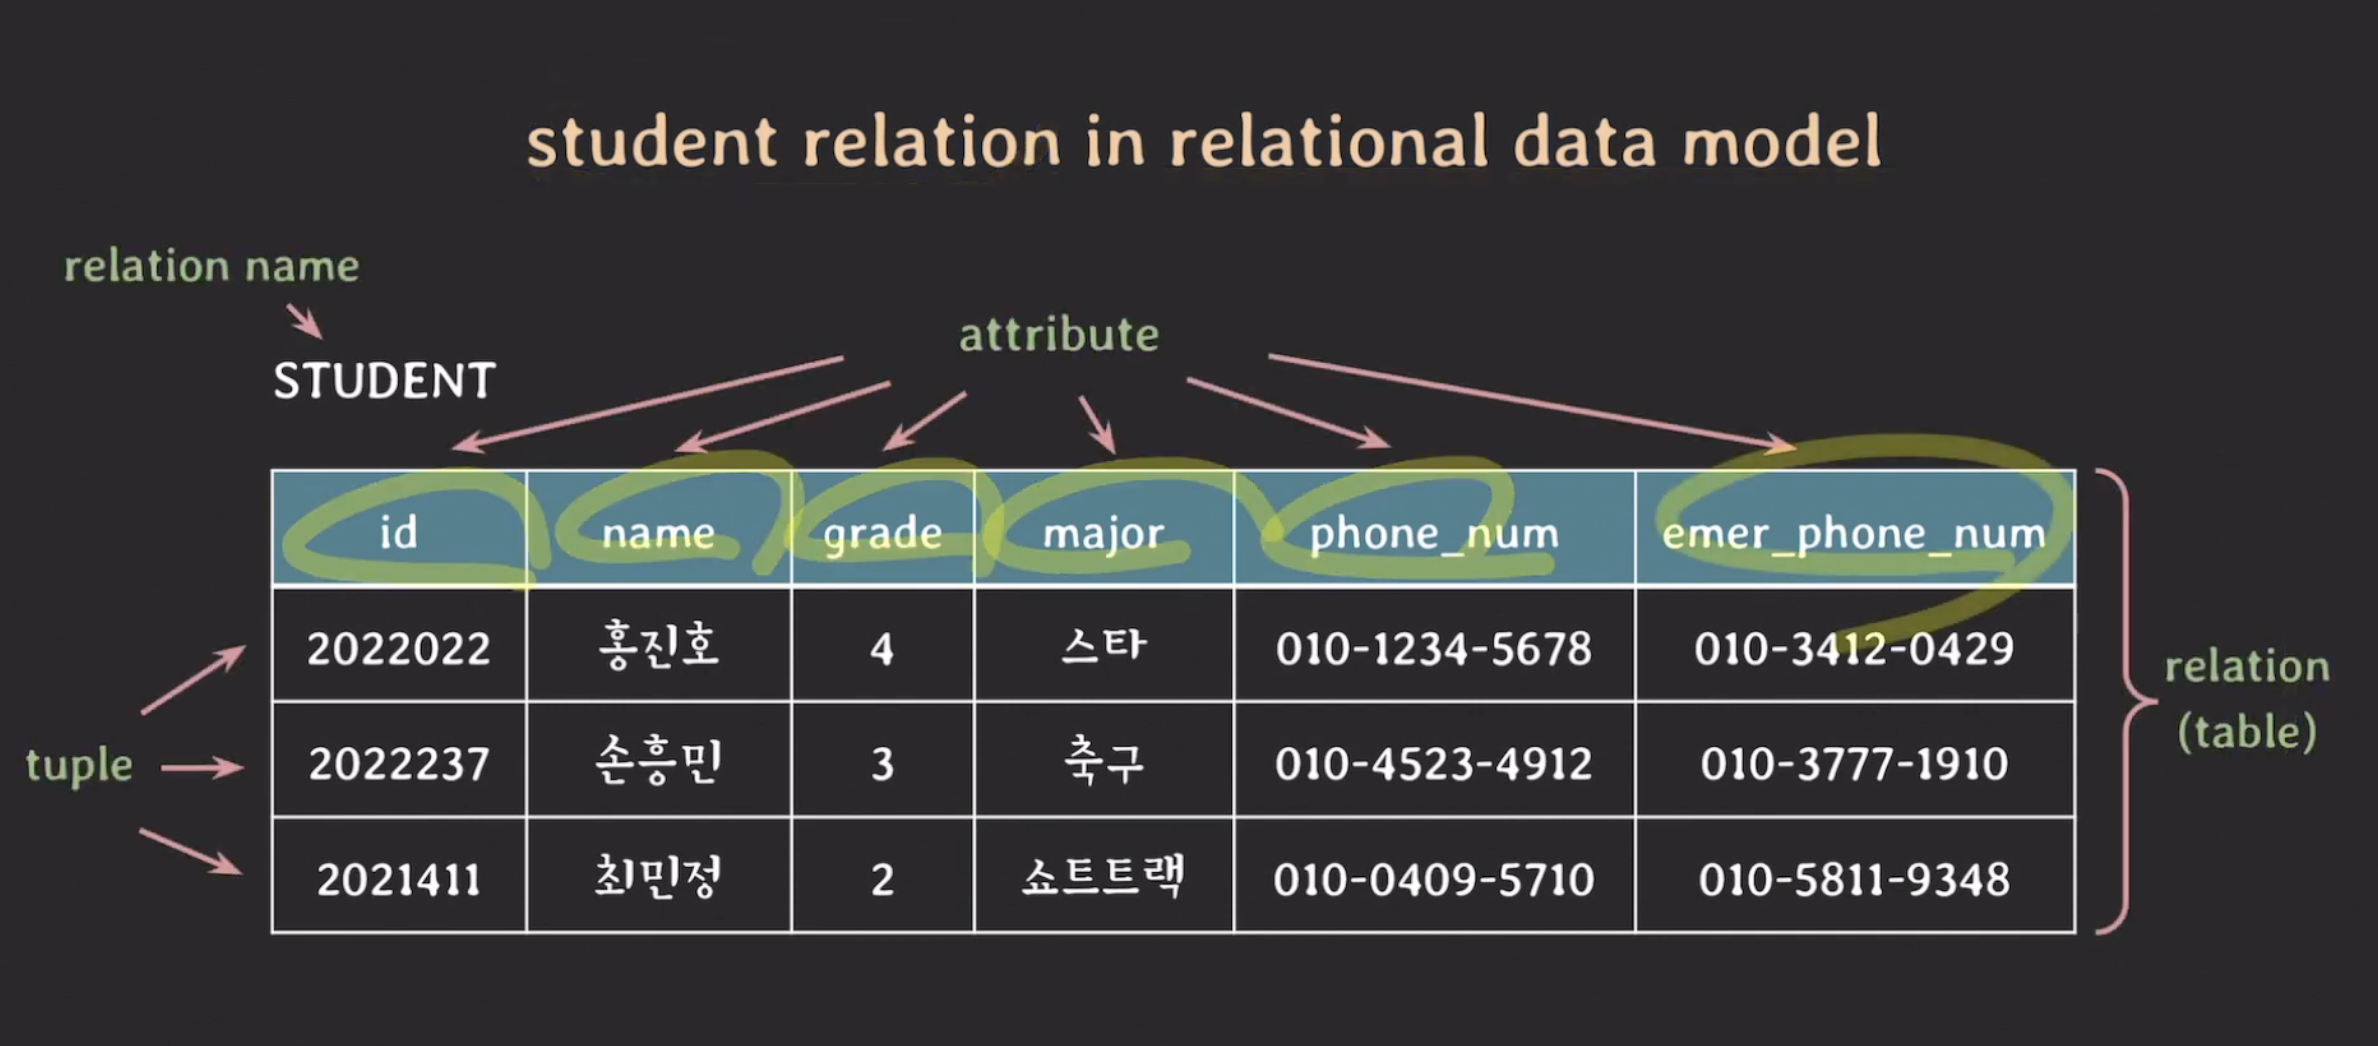 student relation in relational data model
relation name
attribute
STUDENT
id name grade major phone_num emer_phone_num
2022022 홍진호 4 스타 010-1234-5678 010-3412-0429
relation
(table)
tuple
2022237 손흥민 3 축구 010-4523-4912 010-3777-1910
2021411 최민정 2 쇼트트랙 010-0409-5710 010-5811-9348